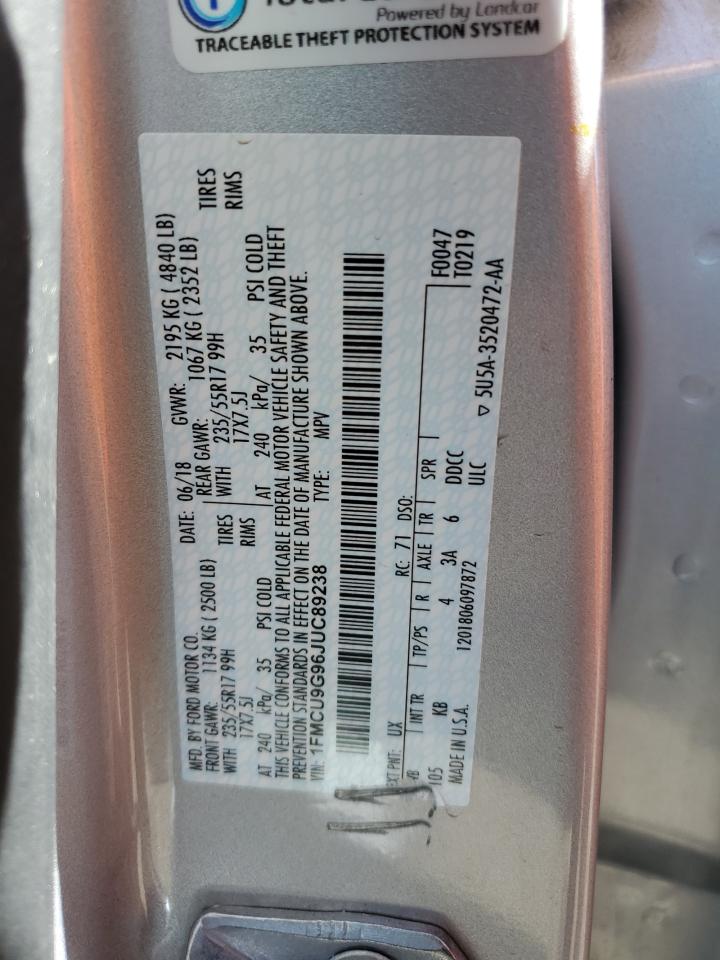 Powered by Landcar
TRACEABLE THEFT PROTECTION SYSTEM
MFD. BY FORD MOTOR CO. DATE: 06/18 GVWR: 2195 KG ( 4840 LB)
FRONT GAWR: 1134 KG ( 2500 LB) REAR GAWR: 1067 KG ( 2352 LB)
WITH 235/55R17 99H TIRES WITH 235/55R17 99H TIRES
17X7.5J RIMS 17X7.5J RIMS
AT 240 kPa/ 35 PSI COLD AT 240 kPa/ 35 PSI COLD
THIS VEHICLE CONFORMS TO ALL APPLICABLE FEDERAL MOTOR VEHICLE SAFETY AND THEFT
PREVENTION STANDARDS IN EFFECT ON THE DATE OF MANUFACTURE SHOWN ABOVE.
VIN: 1FMCU9G96JUC89238 TYPE: MPV
EXT PNT: UX RC: 71 DSO: F0047
WB INT TR TP/PS R AXLE TR SPR T0219
105 KB 4 3A 6 DDCC
MADE IN U.S.A. 1201806097872 ULC
5U5A-3520472-AA